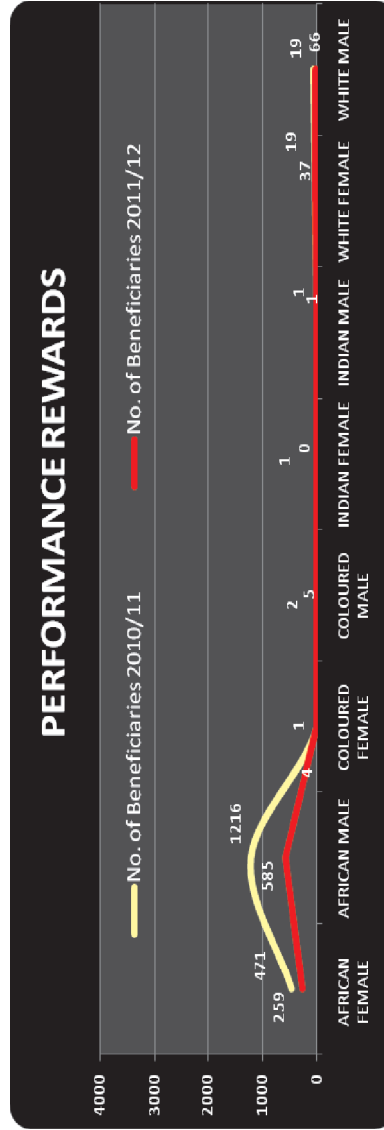 PERFORMANCE REWARDS
No. of Beneficiaries 2010/11
No. of Beneficiaries 2011/12
4000
3000
2000
1000
0
471
259
1216
585
1
4
2
5
1
0
1
1
19
37
19
66
AFRICAN
FEMALE
AFRICAN MALE
COLOURED
FEMALE
COLOURED
MALE
INDIAN FEMALE
INDIAN MALE
WHITE FEMALE
WHITE MALE